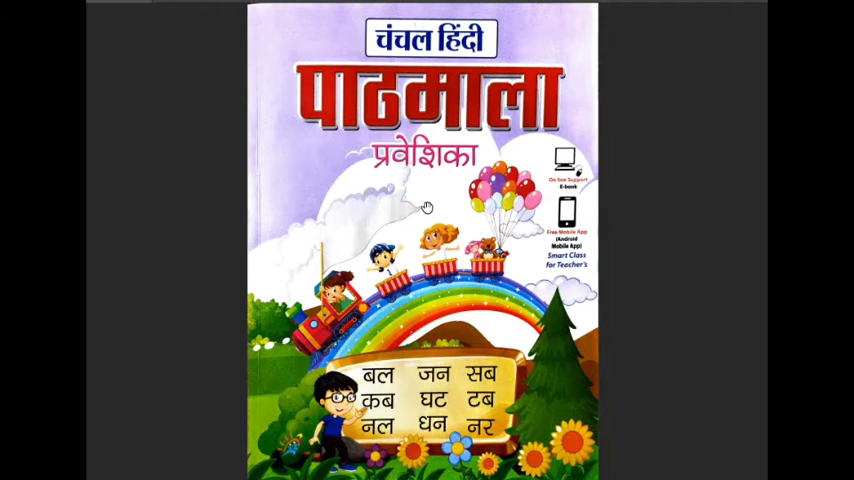 चंचल हिंदी
पाठमाला
प्रवेशिका
On line Support
E-book
Free Mobile App
(Android
Mobile App)
Smart Class
for Teacher's
बल जन सब
कब घट टब
नल धन नर